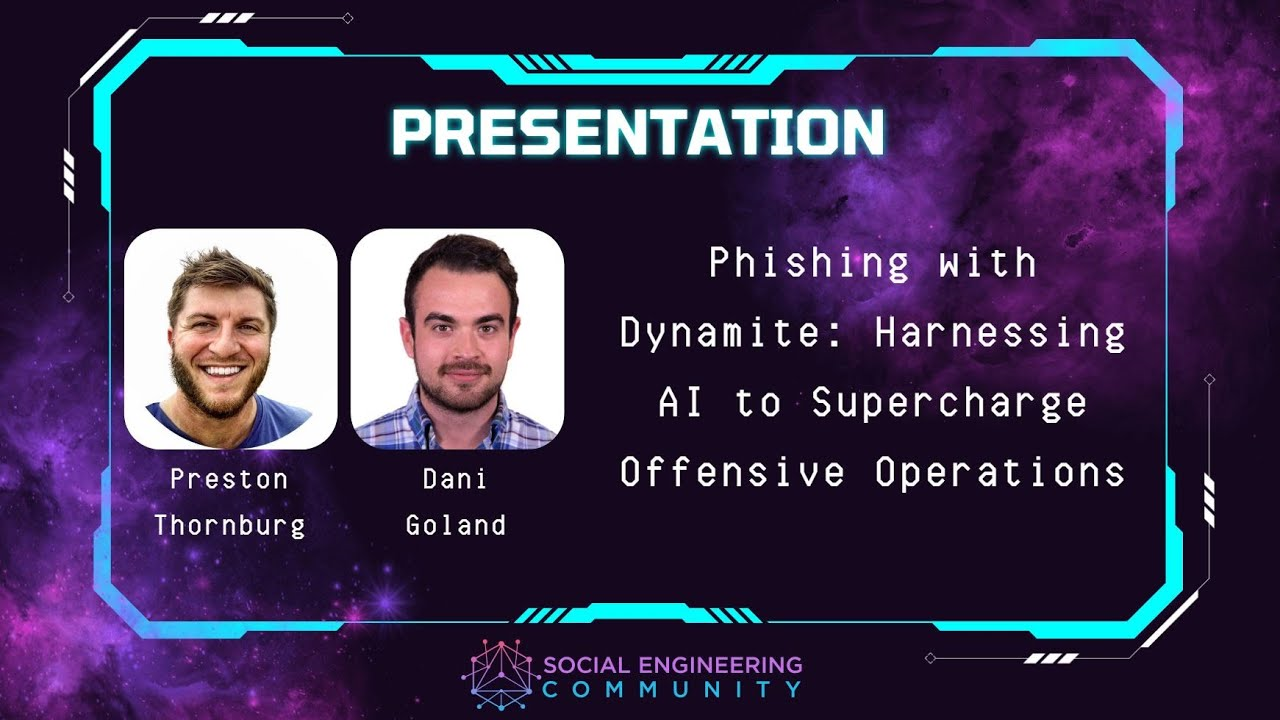 PRESENTATION
Phishing with
Dynamite: Harnessing
AI to Supercharge
Offensive Operations
Preston
Thornburg
Dani
Goland
SOCIAL ENGINEERING
COMMUNITY